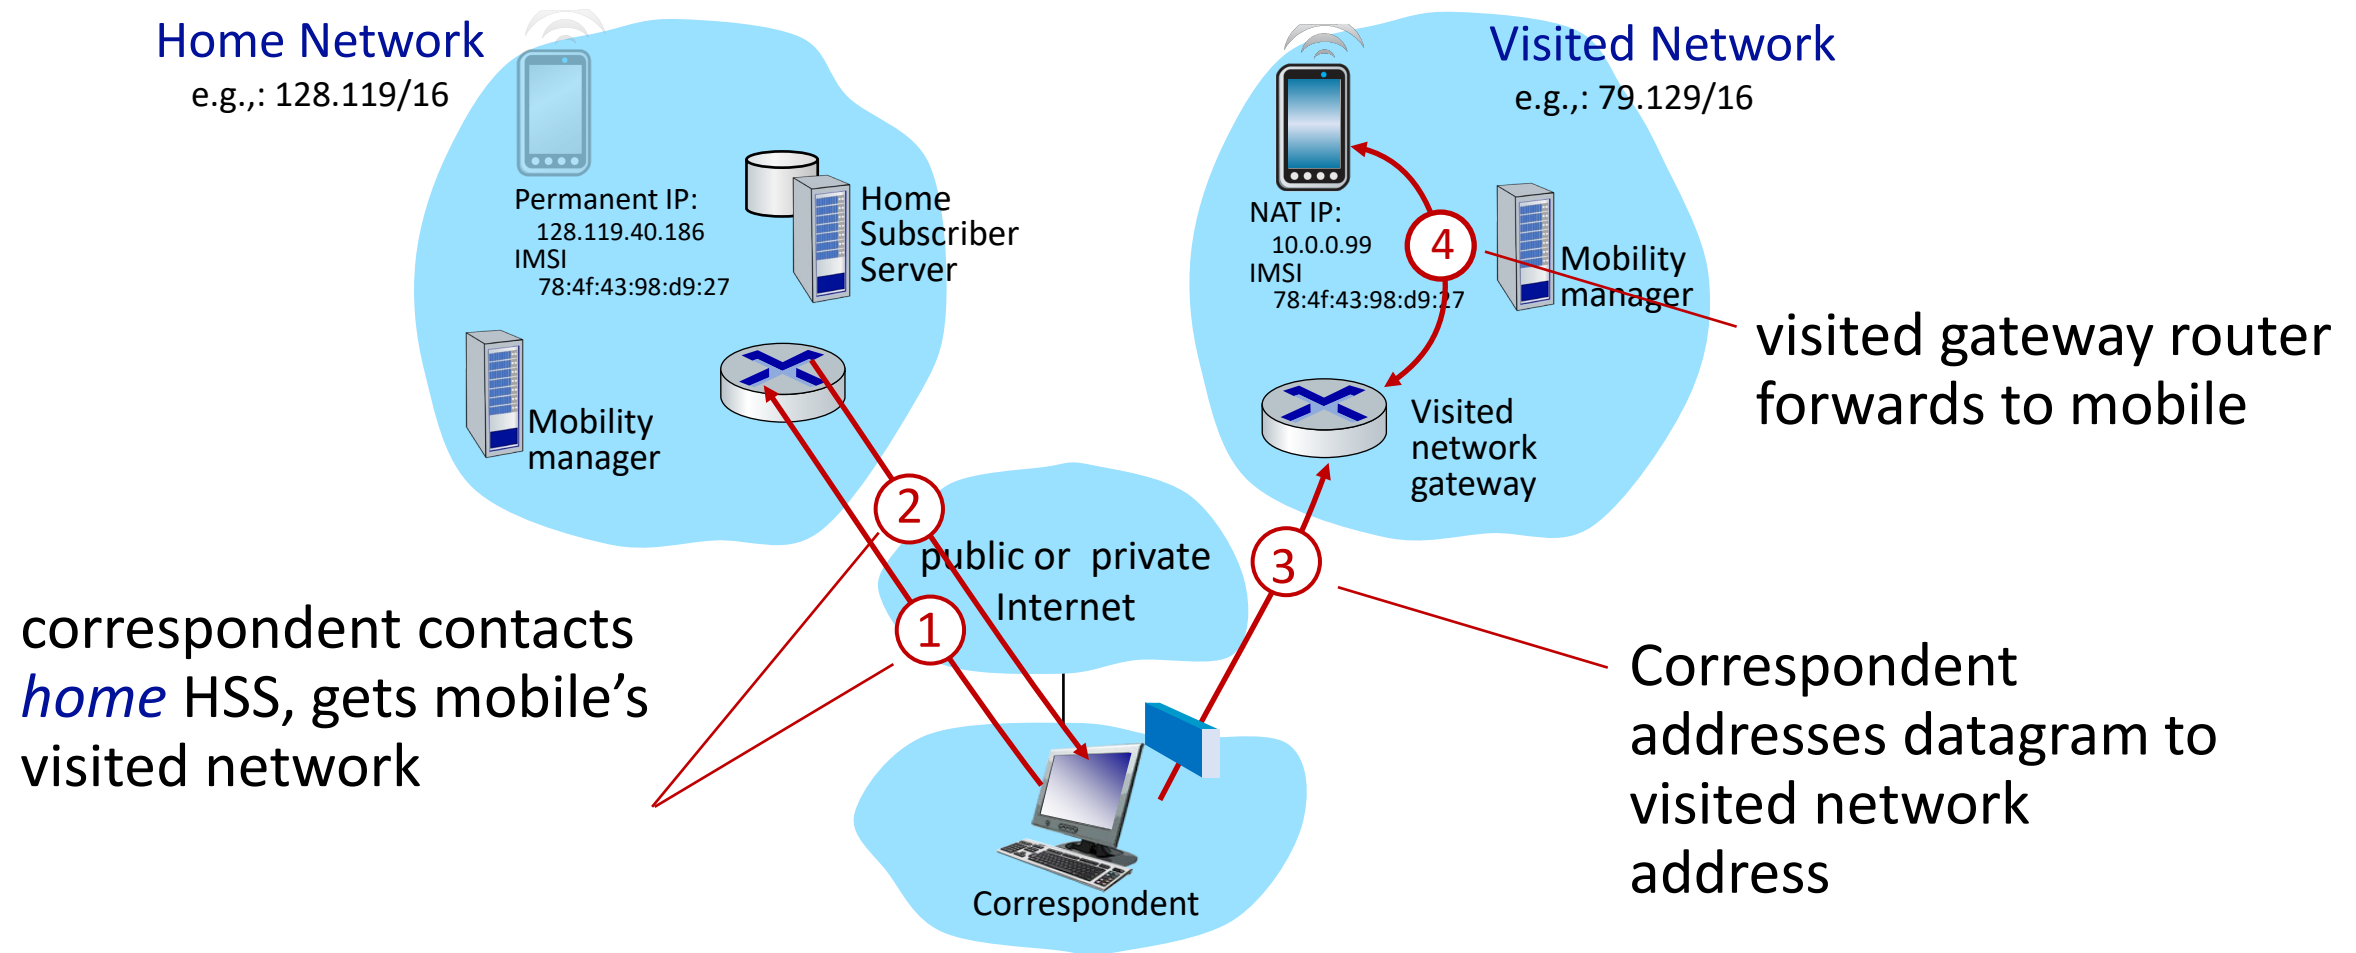 Home Network
e.g.,: 128.119/16
Permanent IP:
128.119.40.186
IMSI
78:4f:43:98:d9:27
Home
Subscriber
Server
Mobility
manager
Visited Network
e.g.,: 79.129/16
NAT IP:
10.0.0.99
IMSI
78:4f:43:98:d9:27
4
Mobility
manager
visited gateway router
forwards to mobile
Visited
network
gateway
2
public or private
Internet
1
3
correspondent contacts
home HSS, gets mobile’s
visited network
Correspondent
addresses datagram to
visited network
address
Correspondent